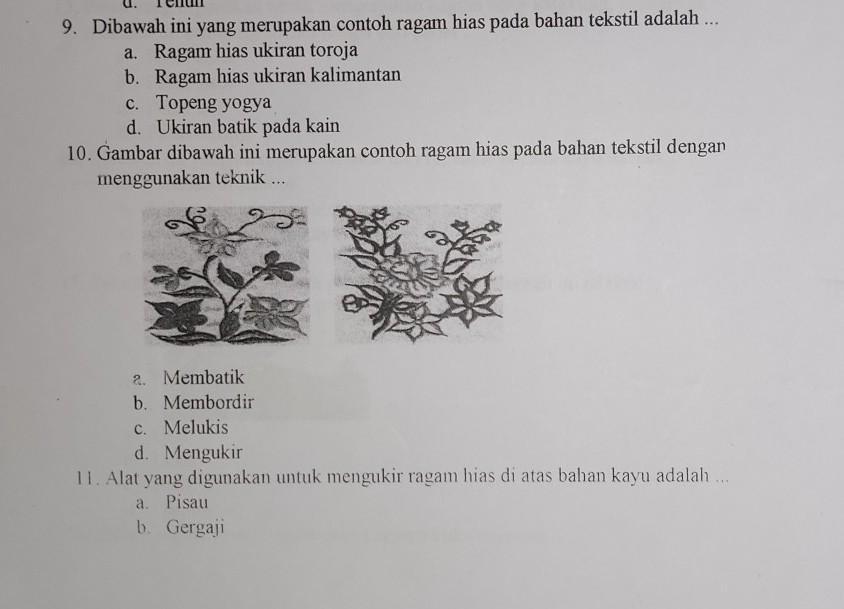 d. Tenun
9. Dibawah ini yang merupakan contoh ragam hias pada bahan tekstil adalah ...
a. Ragam hias ukiran toroja
b. Ragam hias ukiran kalimantan
c. Topeng yogya
d. Ukiran batik pada kain
10. Gambar dibawah ini merupakan contoh ragam hias pada bahan tekstil dengan
menggunakan teknik ...
a. Membatik
b. Membordir
c. Melukis
d. Mengukir
11. Alat yang digunakan untuk mengukir ragam hias di atas bahan kayu adalah ...
a. Pisau
b. Gergaji